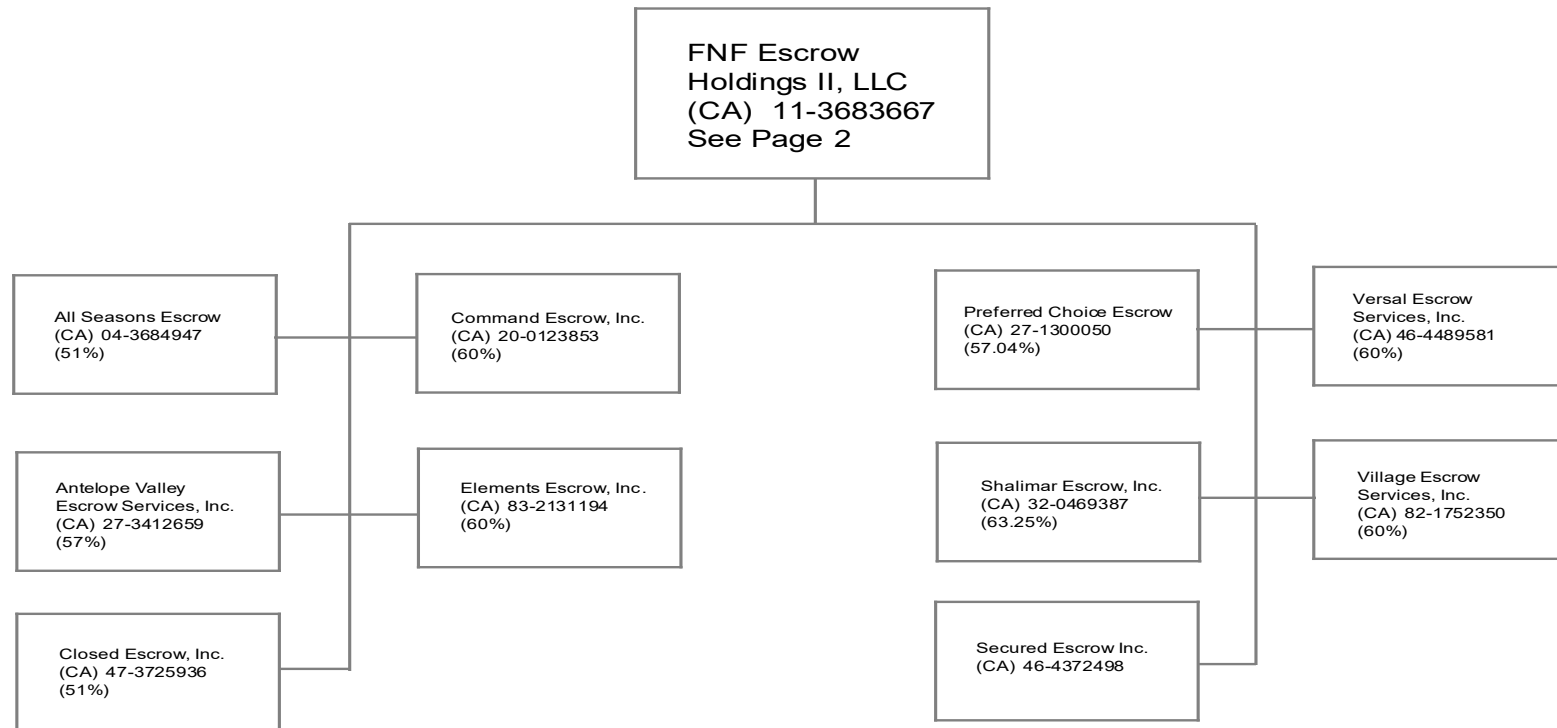 FNF Escrow
Holdings II, LLC
(CA) 11-3683667
See Page 2
All Seasons Escrow
(CA) 04-3684947
(51%)
Command Escrow, Inc.
(CA) 20-0123853
(60%)
Preferred Choice Escrow
(CA) 27-1300050
(57.04%)
Versal Escrow
Services, Inc.
(CA) 46-4489581
(60%)
Antelope Valley
Escrow Services, Inc.
(CA) 27-3412659
(57%)
Elements Escrow, Inc.
(CA) 83-2131194
(60%)
Shalimar Escrow, Inc.
(CA) 32-0469387
(63.25%)
Village Escrow
Services, Inc.
(CA) 82-1752350
(60%)
Closed Escrow, Inc.
(CA) 47-3725936
(51%)
Secured Escrow Inc.
(CA) 46-4372498